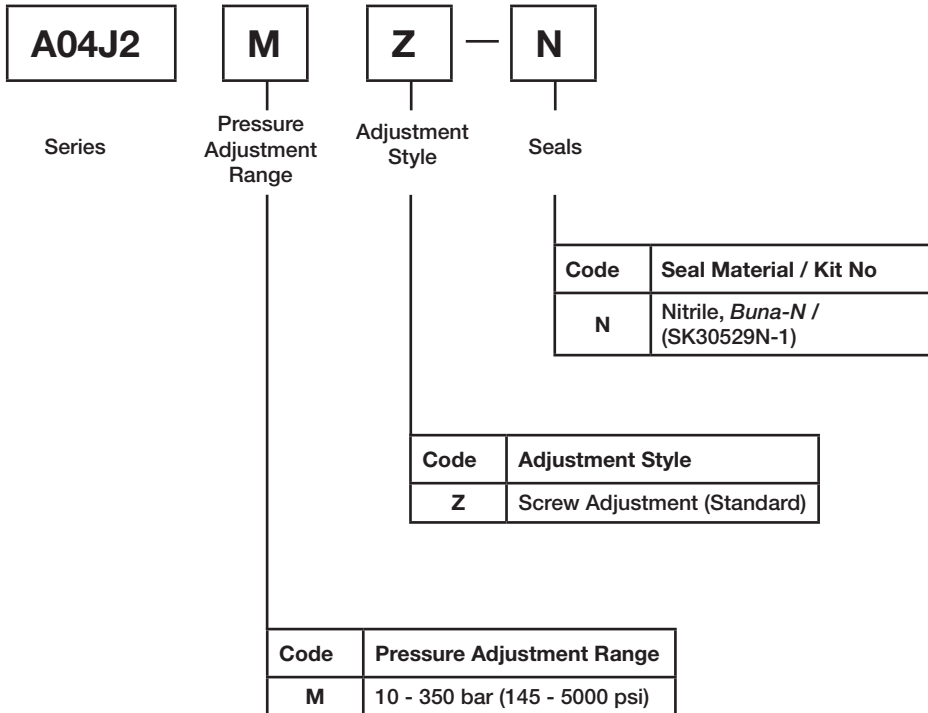 A04J2 M Z — N
Series
Pressure
Adjustment
Range
Adjustment
Style
Seals
Code Seal Material / Kit No
N Nitrile, Buna-N /
(SK30529N-1)
Code Adjustment Style
Z Screw Adjustment (Standard)
Code Pressure Adjustment Range
M 10 - 350 bar (145 - 5000 psi)